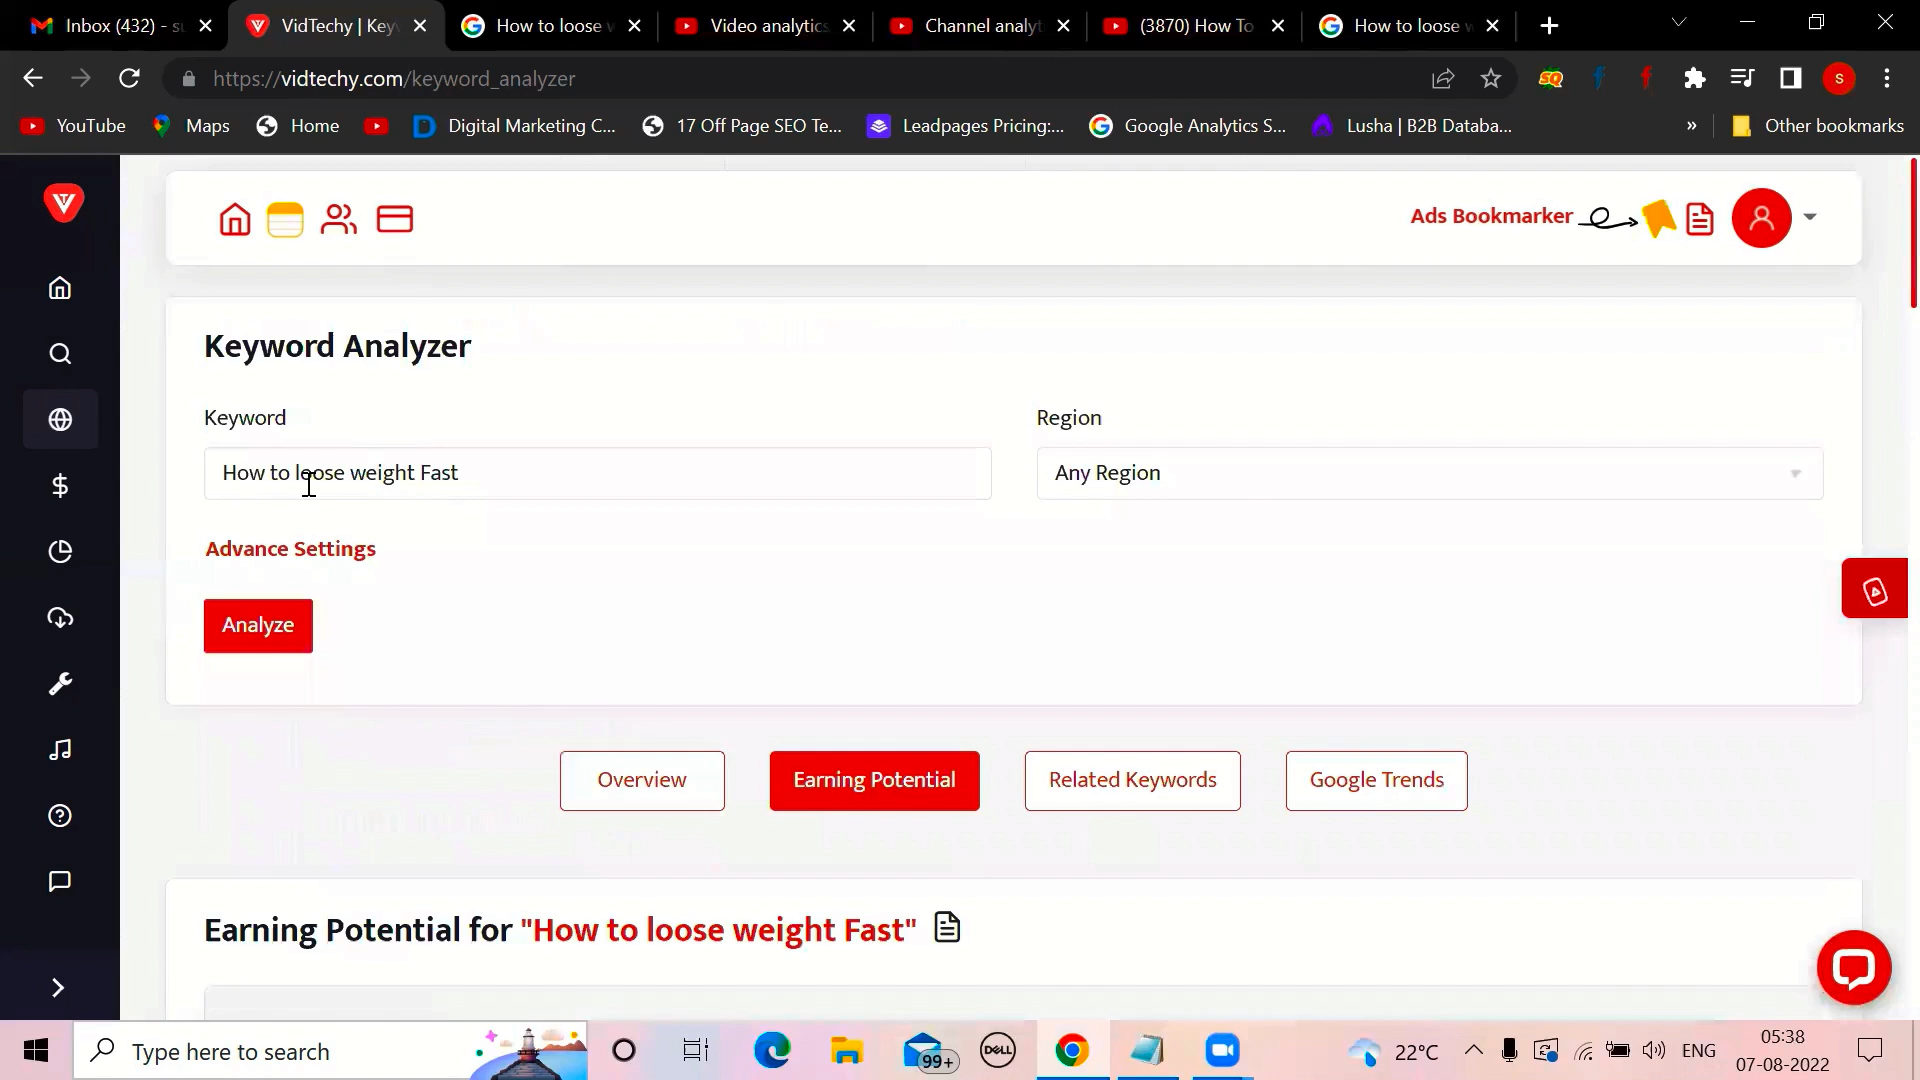 Inbox (432) - su
VidTechy | Key
How to loose w
Video analytics
Channel analyt
(3870) How To
How to loose w
https://vidtechy.com/keyword_analyzer
SQ
S
YouTube
Maps
Home
Digital Marketing C...
17 Off Page SEO Te...
Leadpages Pricing:...
Google Analytics S...
Lusha | B2B Databa...
»
Other bookmarks
Ads Bookmarker
Keyword Analyzer
Keyword
Region
How to loose weight Fast
Any Region
Advance Settings
Analyze
Overview
Earning Potential
Related Keywords
Google Trends
Earning Potential for "How to loose weight Fast"
Type here to search
99+
DELL
22°C
ENG
05:38
07-08-2022